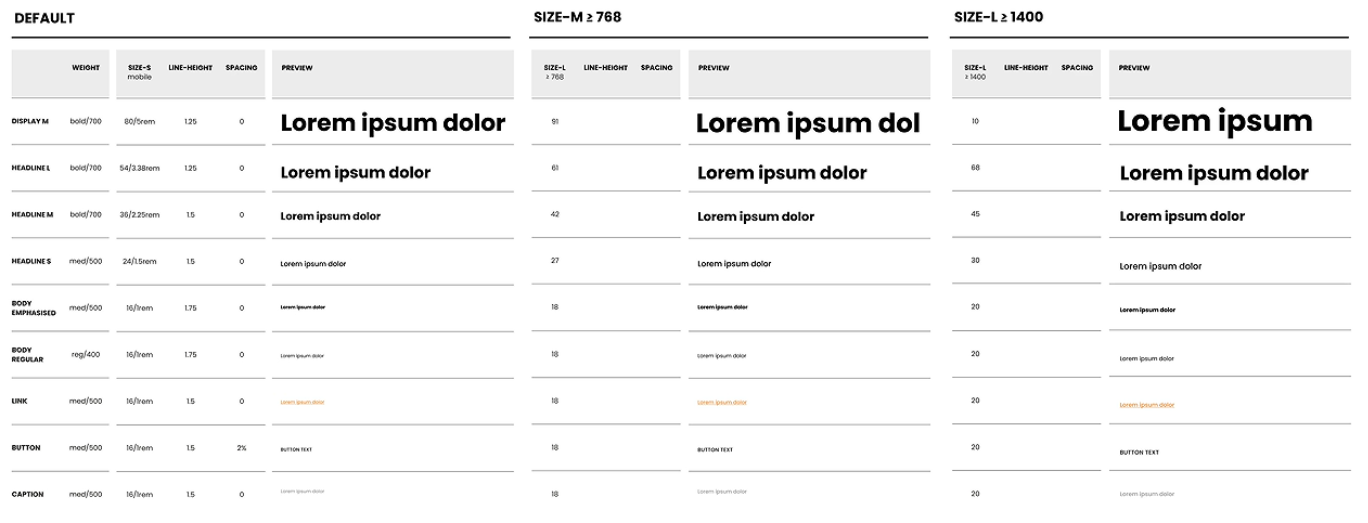 DEFAULT
SIZE-M ≥ 768
SIZE-L ≥ 1400
WEIGHT SIZE-S LINE-HEIGHT SPACING PREVIEW SIZE-L LINE-HEIGHT SPACING PREVIEW SIZE-L LINE-HEIGHT SPACING PREVIEW
mobile ≥ 768 ≥ 1400
DISPLAY M bold/700 80/5rem 1.25 0 Lorem ipsum dolor 91 Lorem ipsum dol 10 Lorem ipsum
HEADLINE L bold/700 54/3.38rem 1.25 0 Lorem ipsum dolor 61 Lorem ipsum dolor 68 Lorem ipsum dolor
HEADLINE M bold/700 36/2.25rem 1.5 0 Lorem ipsum dolor 42 Lorem ipsum dolor 45 Lorem ipsum dolor
HEADLINE S med/500 24/1.5rem 1.5 0 Lorem ipsum dolor 27 Lorem ipsum dolor 30 Lorem ipsum dolor
BODY
EMPHASISED med/500 16/1rem 1.75 0 Lorem ipsum dolor 18 Lorem ipsum dolor 20 Lorem ipsum dolor
BODY
REGULAR reg/400 16/1rem 1.75 0 Lorem ipsum dolor 18 Lorem ipsum dolor 20 Lorem ipsum dolor
LINK med/500 16/1rem 1.5 0 Lorem ipsum dolor 18 Lorem ipsum dolor 20 Lorem ipsum dolor
BUTTON med/500 16/1rem 1.5 2% BUTTON TEXT 18 BUTTON TEXT 20 BUTTON TEXT
CAPTION med/500 16/1rem 1.5 0 Lorem ipsum dolor 18 Lorem ipsum dolor 20 Lorem ipsum dolor